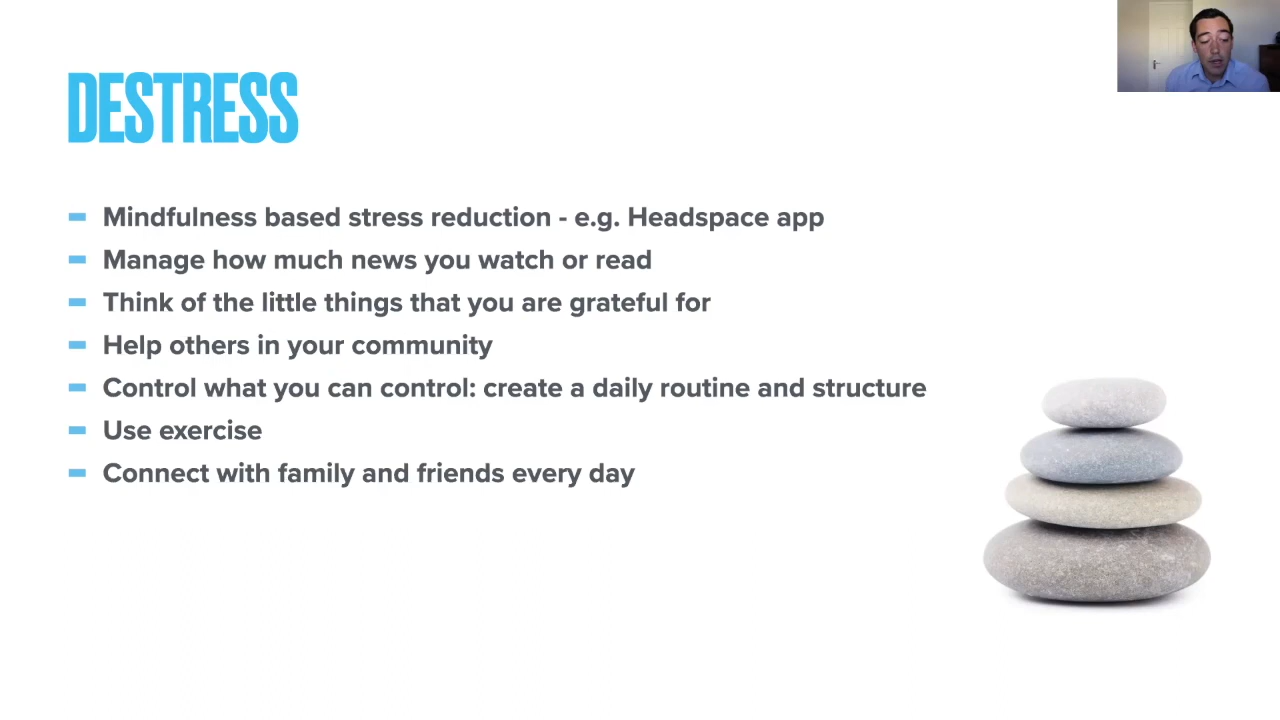 DESTRESS
Mindfulness based stress reduction - e.g. Headspace app
Manage how much news you watch or read
Think of the little things that you are grateful for
Help others in your community
Control what you can control: create a daily routine and structure
Use exercise
Connect with family and friends every day